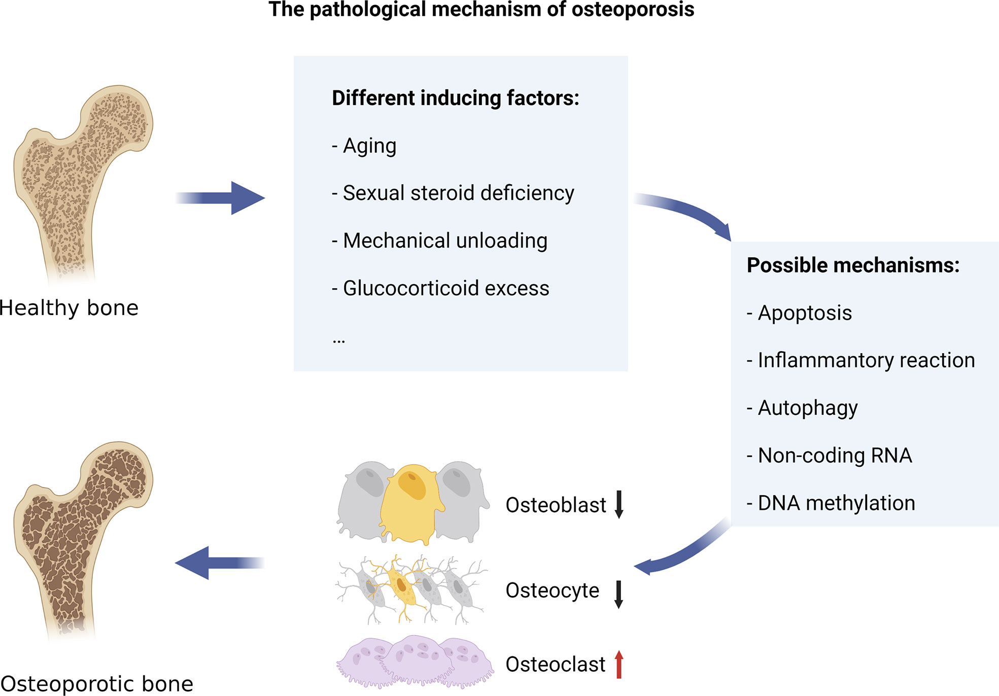 The pathological mechanism of osteoporosis
Different inducing factors:
- Aging
- Sexual steroid deficiency
- Mechanical unloading
- Glucocorticoid excess
...
Healthy bone
Possible mechanisms:
- Apoptosis
- Inflammantory reaction
- Autophagy
- Non-coding RNA
- DNA methylation
Osteoblast
Osteocyte
Osteoclast
Osteoporotic bone